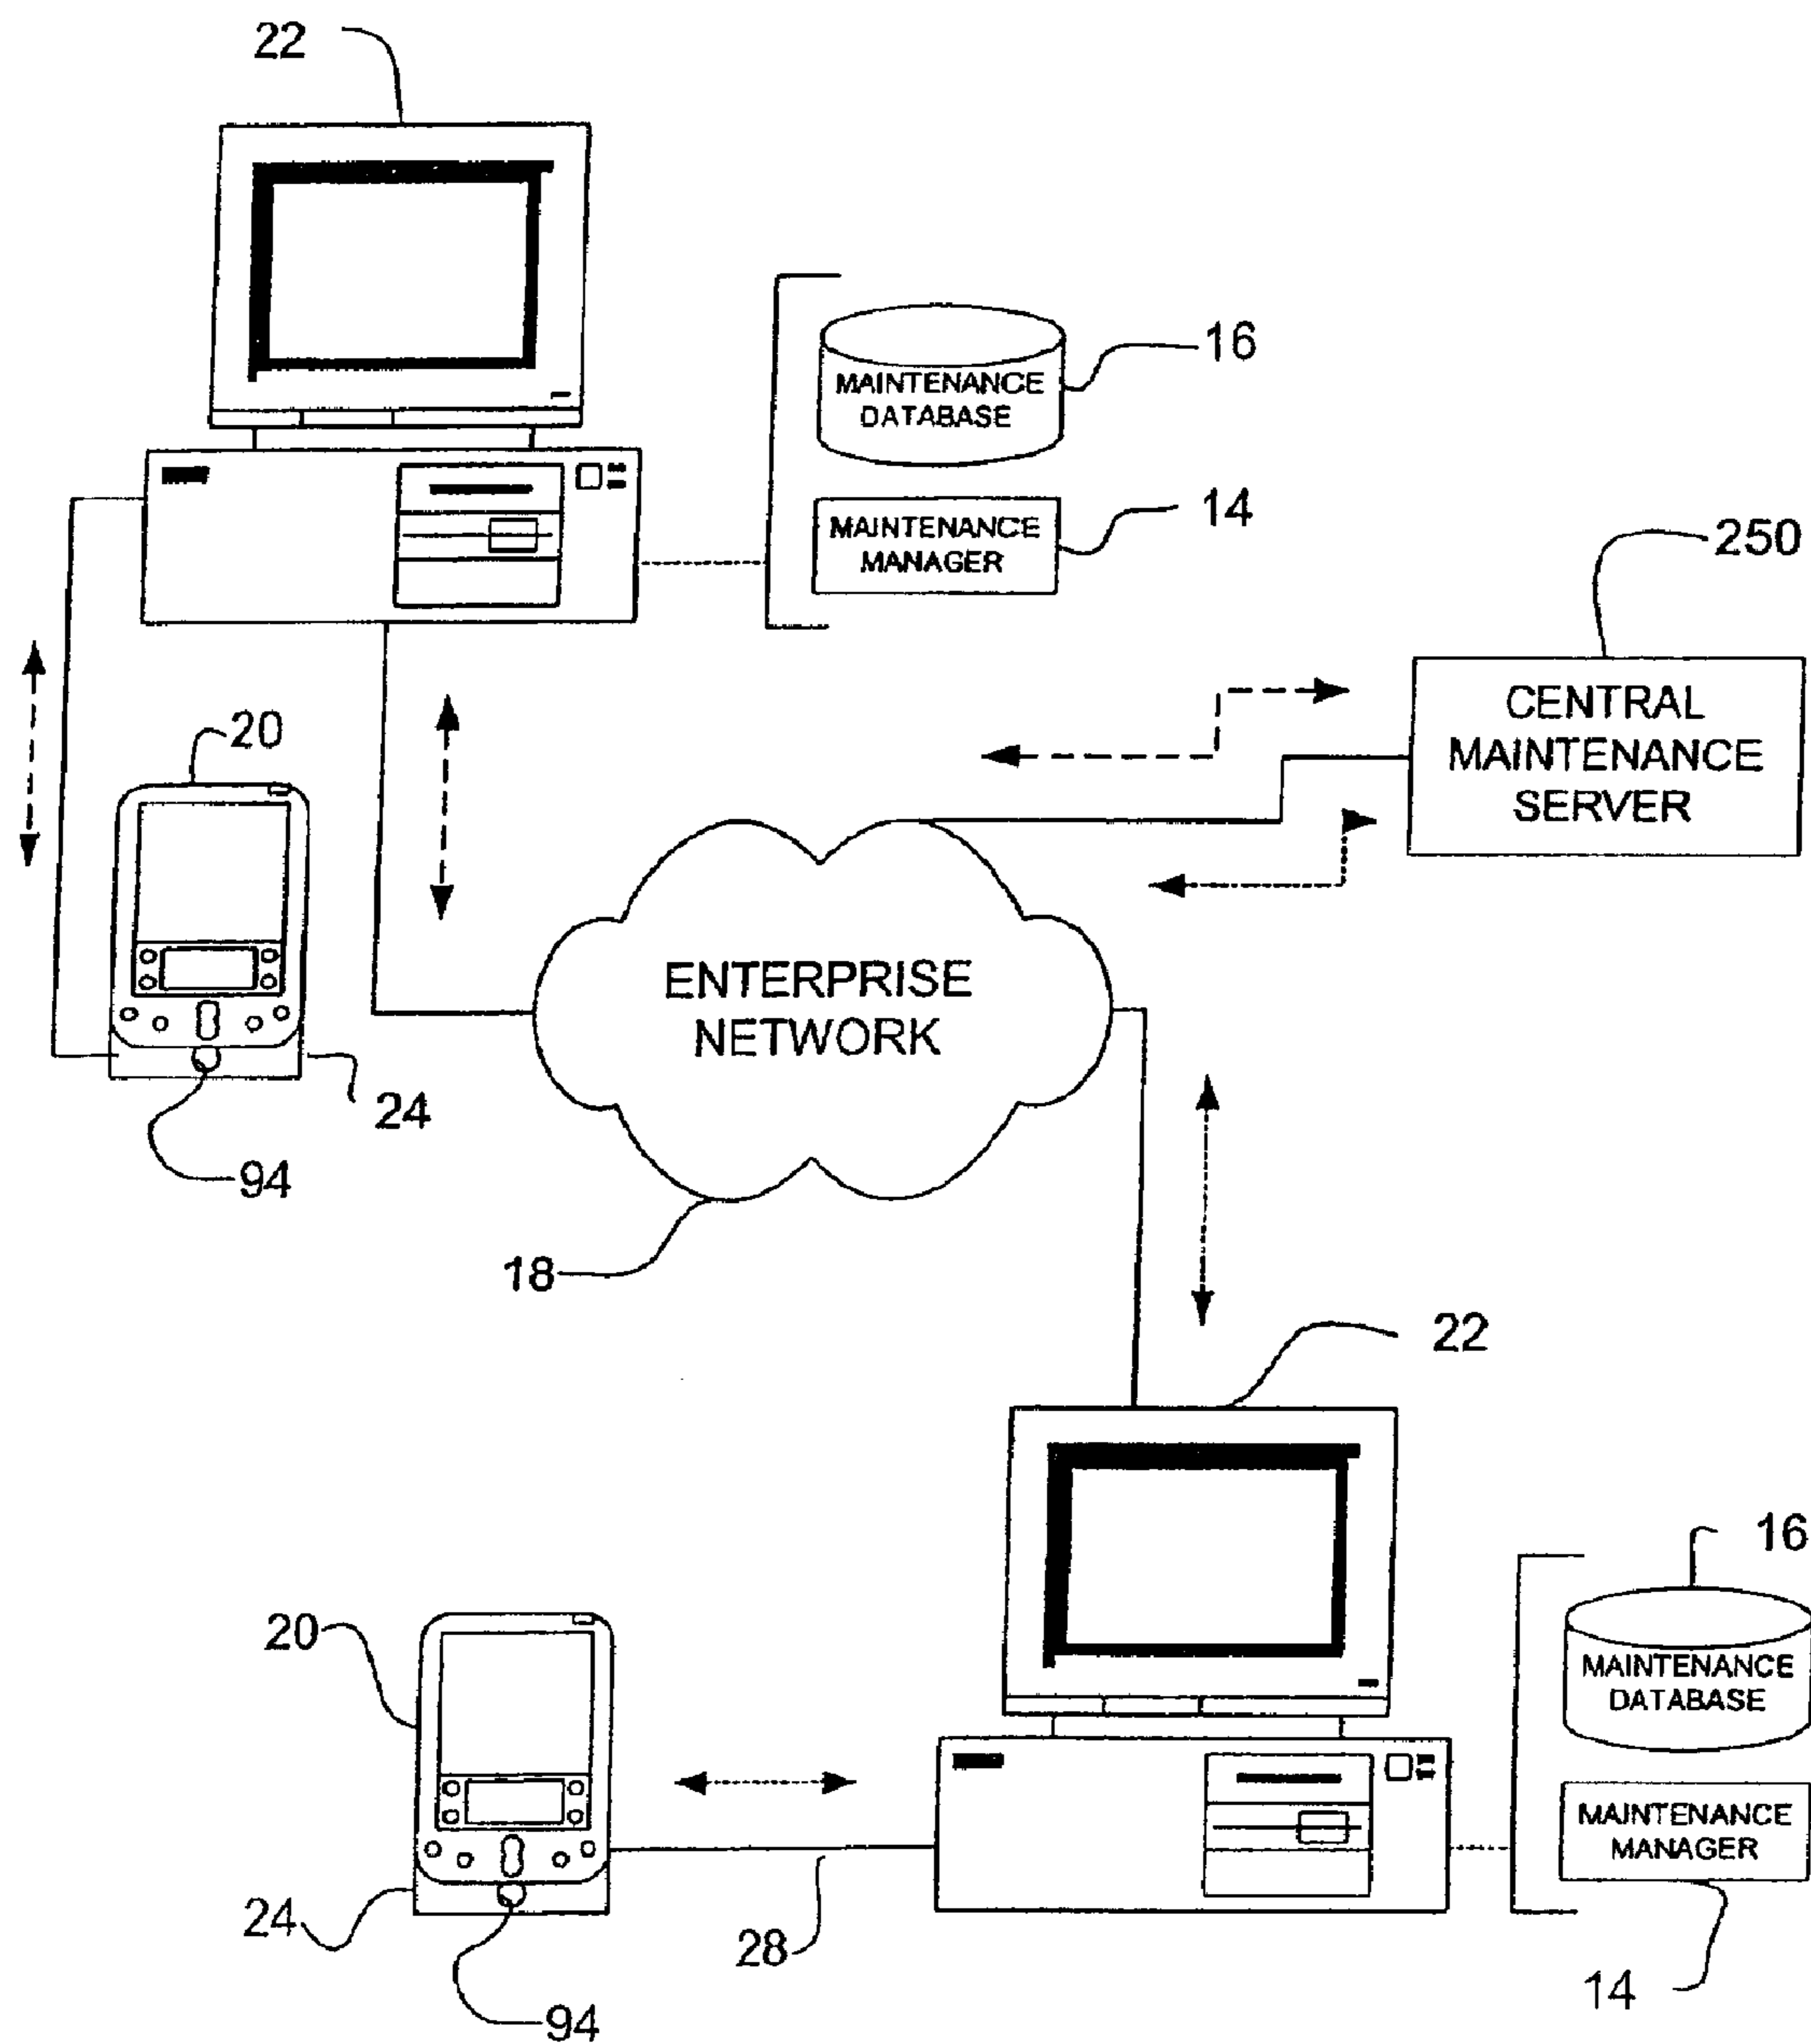 22
MAINTENANCE
DATABASE
16
MAINTENANCE
MANAGER
14
250
CENTRAL
MAINTENANCE
SERVER
20
24
94
ENTERPRISE
NETWORK
18
22
16
MAINTENANCE
DATABASE
MAINTENANCE
MANAGER
14
20
24
94
28